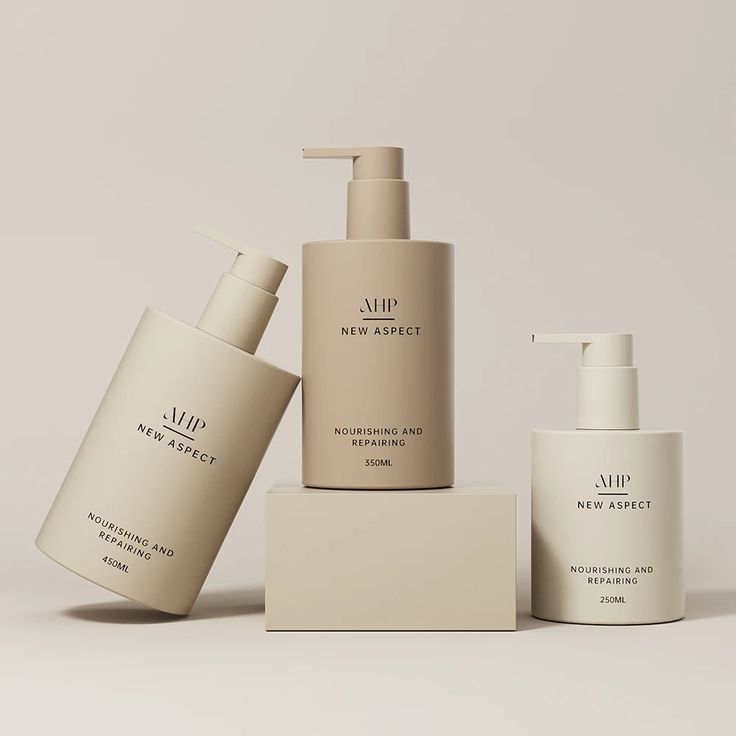 AHP
NEW ASPECT
NOURISHING AND
REPAIRING
450ML
AHP
NEW ASPECT
NOURISHING AND
REPAIRING
350ML
AHP
NEW ASPECT
NOURISHING AND
REPAIRING
250ML